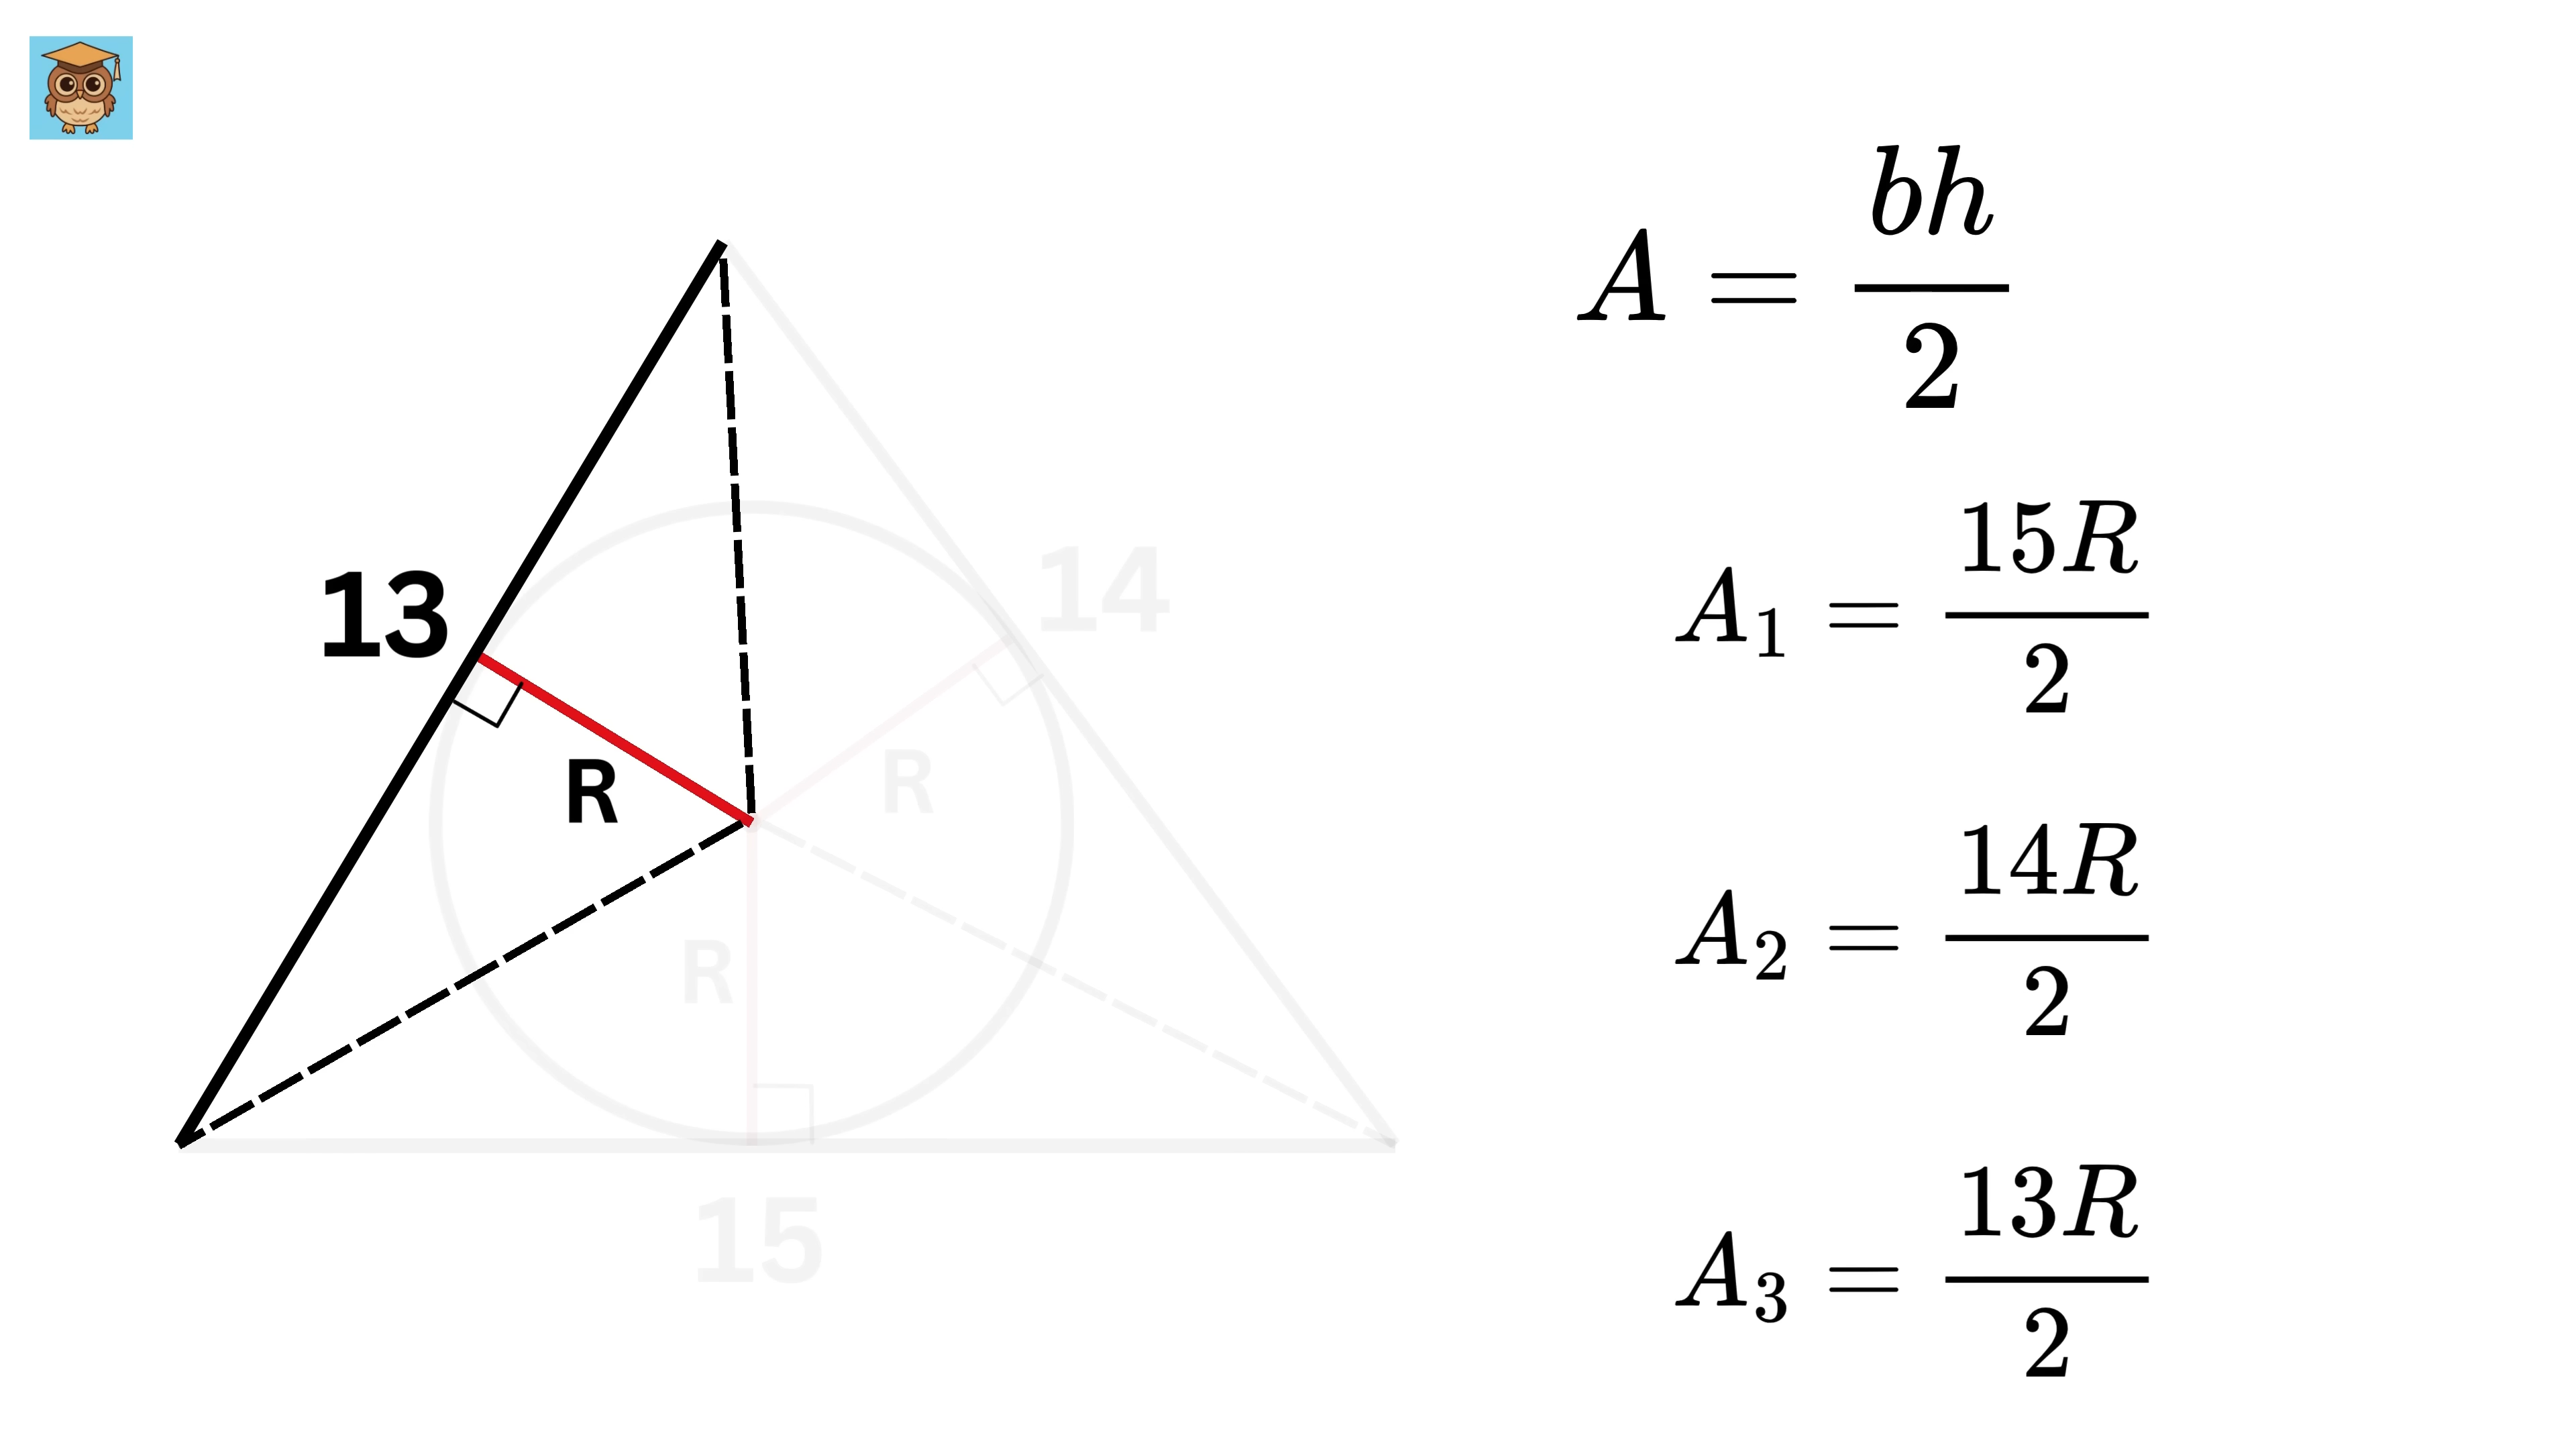 A = bh/2
13
14
A₁ = 15R/2
R
R
A₂ = 14R/2
R
15
A₃ = 13R/2